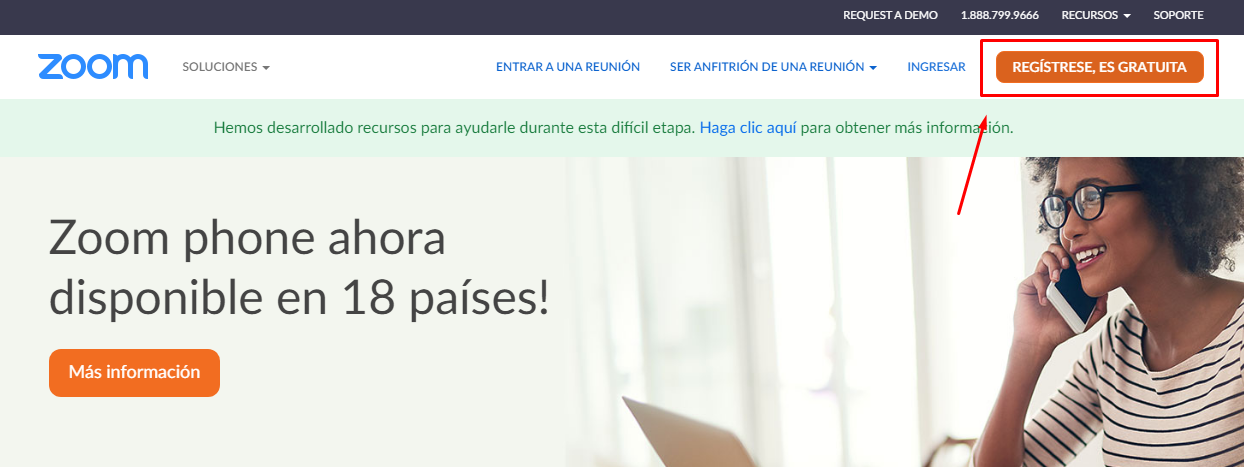 REQUEST A DEMO 1.888.799.9666 RECURSOS SOPORTE
zoom SOLUCIONES ENTRAR A UNA REUNIÓN SER ANFITRIÓN DE UNA REUNIÓN INGRESAR REGÍSTRESE, ES GRATUITA
Hemos desarrollado recursos para ayudarle durante esta difícil etapa. Haga clic aquí para obtener más información.
Zoom phone ahora
disponible en 18 países!
Más información